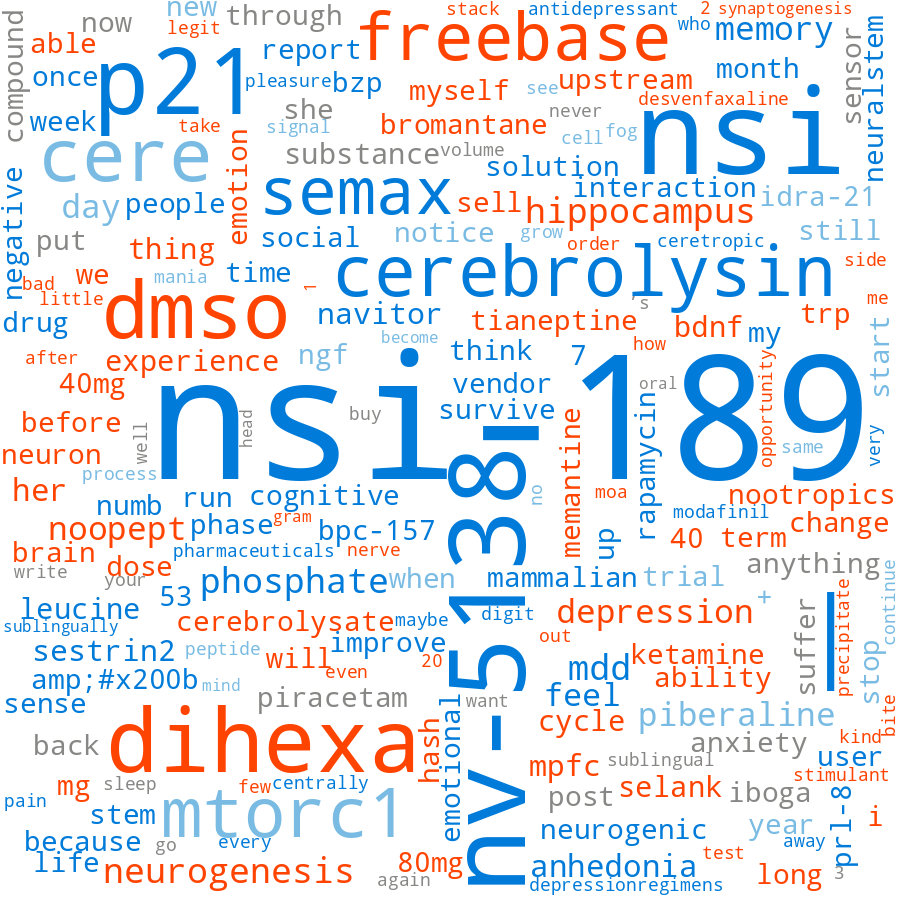 new
stack
antidepressant
2
synaptogenesis
now
through
legit
freebase
who
memory
able
report
p21
compound
once
pleasure
bzp
myself
see
upstream
month
sensor
neuralstem
she
desvenfaxaline
week
take
signal
bromantane
never
cell
fog
nsi
cere
emotion
substance
volume
solution
negative
day
people
semax
sell
interaction
idra-21
hippocampus
put
thing
social
notice
grow
order
ceretropic
still
we
bad
mania
time
1
cerebrolysin
side
little
dmso
's
me
drug
navitor
tianeptine
bdnf
my
trp
become
how
after
experience
ngf
think
7
start
40mg
vendor
oral
opportunity
before
nsi
head
buy
survive
189
neuron
well
memantine
rapamycin
same
very
process
her
numb
run
cognitive
nv-5138
no
moa
nootropics
noopept
phase
gram
bpc-157
modafinil
change
brain
pharmaceuticals
nerve
up
40
term
write
your
dose
phosphate
when
mammalian
trial
anything
leucine
53
+
continue
sublingually
cerebrolysate
maybe
digit
depression
suffer
|
precipitate
sestrin2
peptide
improve
out
ketamine
stop
will
20
mdd
ability
amp;#x200b
mind
even
feel
sense
piracetam
want
cycle
piberaline
bite
back
dihexa
hash
emotional
anxiety
kind
mpfc
sublingual
user
mg
sleep
few
centrally
selank
iboga
stimulant
pain
stem
mtorc1
post
prl-8
i
because
go
every
neurogenic
year
away
life
neurogenesis
80mg
anhedonia
test
again
depressionregimens
long
3